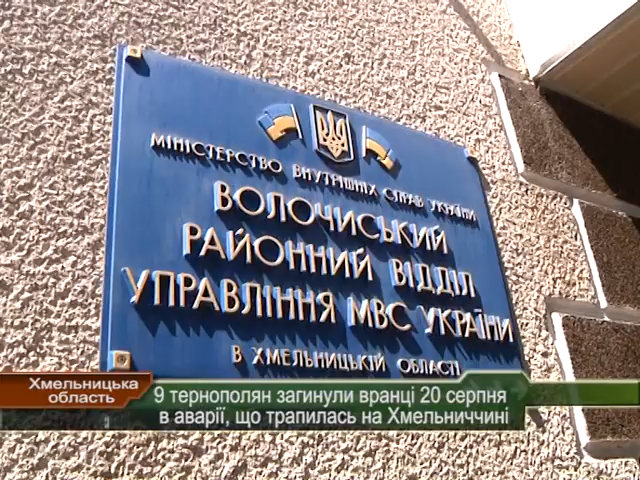 МІНІСТЕРСТВО ВНУТРІШНІХ СПРАВ УКРАЇНИ
ВОЛОЧИСЬКИЙ
РАЙОННИЙ ВІДДІЛ
УПРАВЛІННЯ МВС УКРАЇНИ
В ХМЕЛЬНИЦЬКІЙ ОБЛАСТІ
Хмельницька
область
9 тернополян загинули вранці 20 серпня
в аварії, що трапилась на Хмельниччині